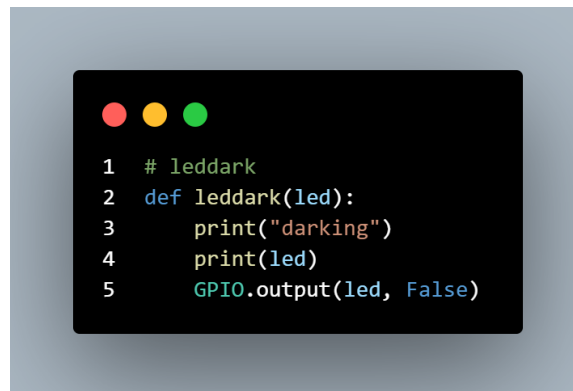 1 # leddark
2 def leddark(led):
3     print("darking")
4     print(led)
5     GPIO.output(led, False)